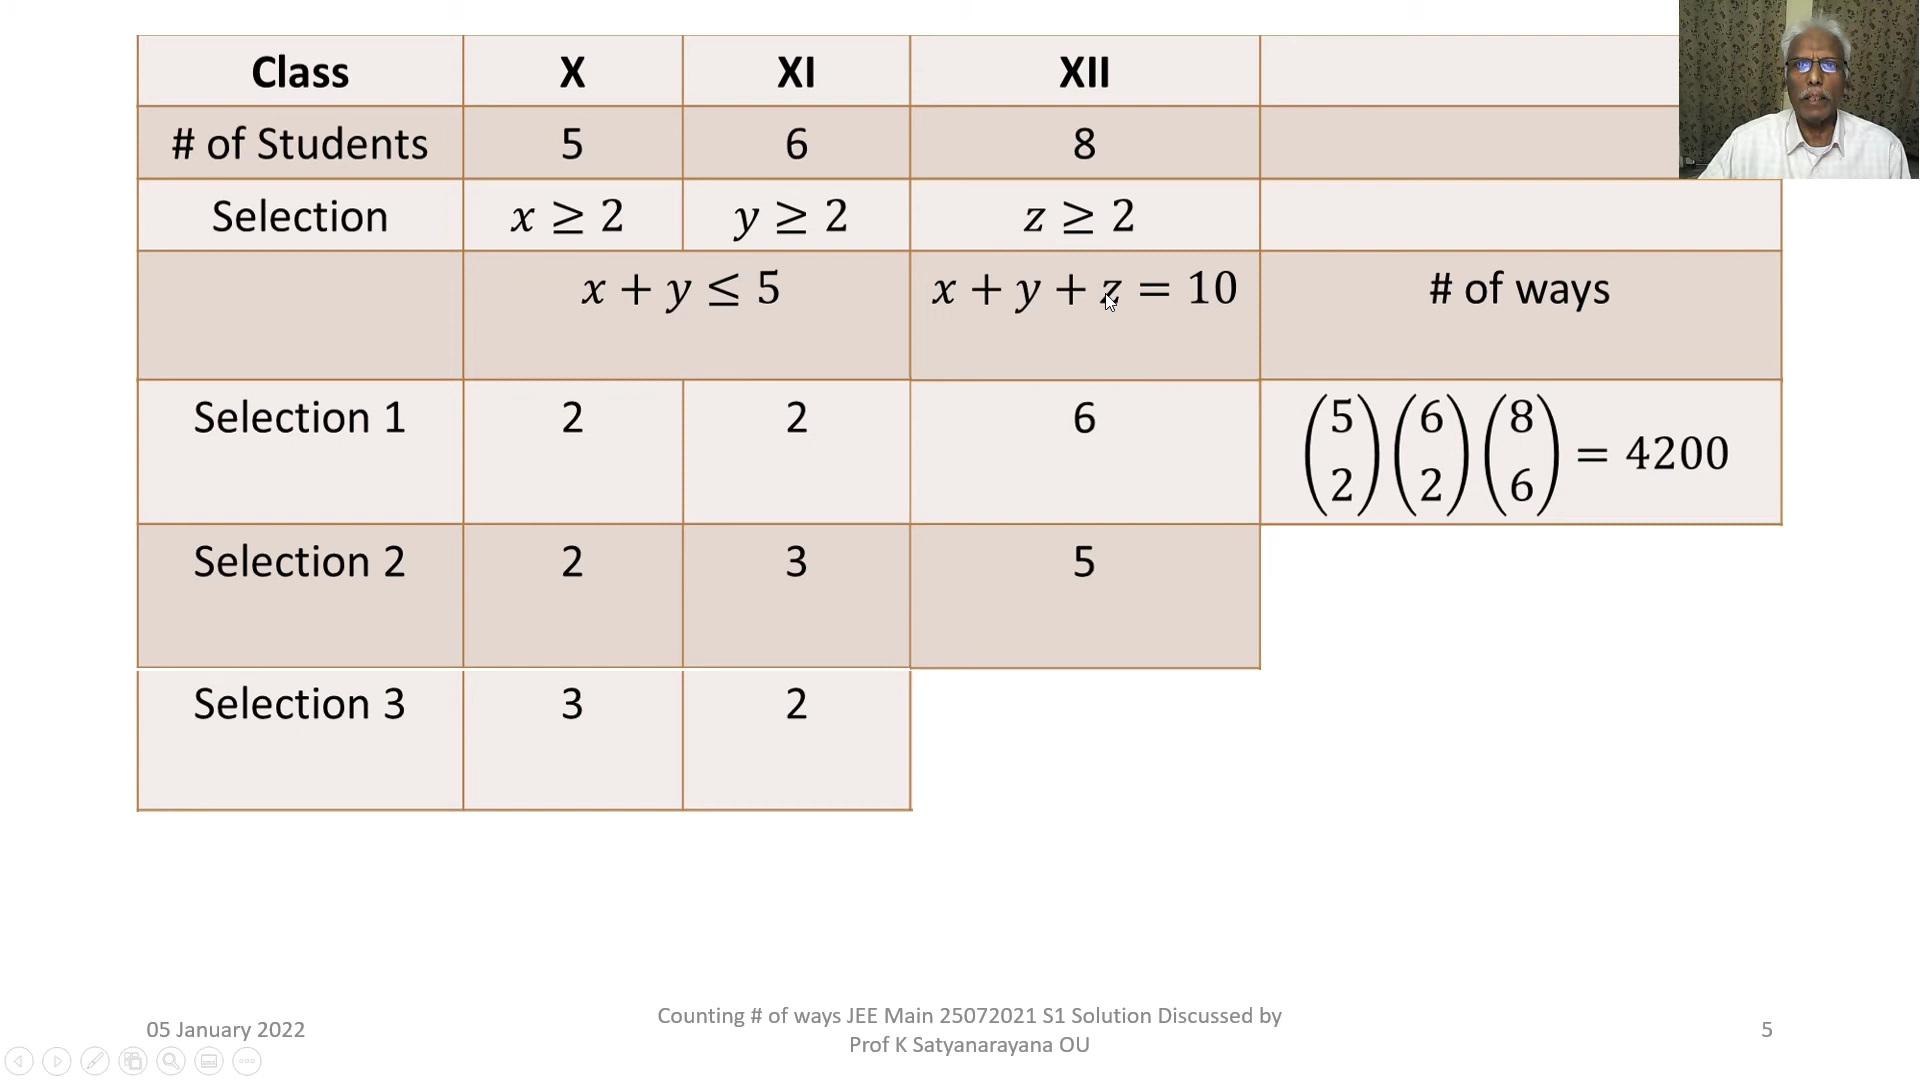 Class X XI XII
# of Students 5 6 8
Selection x ≥ 2 y ≥ 2 z ≥ 2
x + y ≤ 5 x + y + z = 10 # of ways
Selection 1 2 2 6 (5 2)(6 2)(8 6) = 4200
Selection 2 2 3 5
Selection 3 3 2
05 January 2022
Counting # of ways JEE Main 25072021 S1 Solution Discussed by
Prof K Satyanarayana OU
5